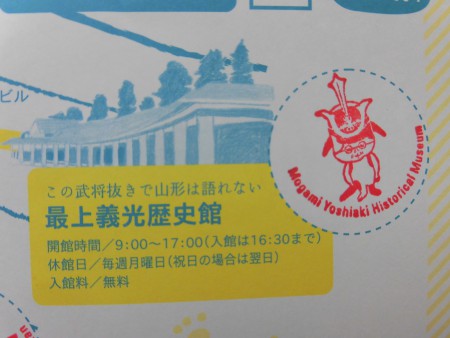 ビル
この武将抜きで山形は語れない
最上義光歴史館
開館時間／9:00〜17:00（入館は16:30まで）
休館日／毎週月曜日（祝日の場合は翌日）
入館料／無料
Mogami Yoshiaki Historical Museum